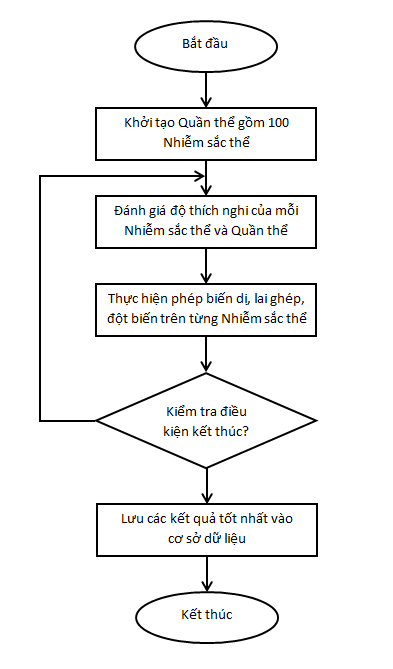 Bắt đầu
Khởi tạo Quần thể gồm 100
Nhiễm sắc thể
Đánh giá độ thích nghi của mỗi
Nhiễm sắc thể và Quần thể
Thực hiện phép biến dị, lai ghép,
đột biến trên từng Nhiễm sắc thể
Kiểm tra điều
kiện kết thúc?
Lưu các kết quả tốt nhất vào
cơ sở dữ liệu
Kết thúc